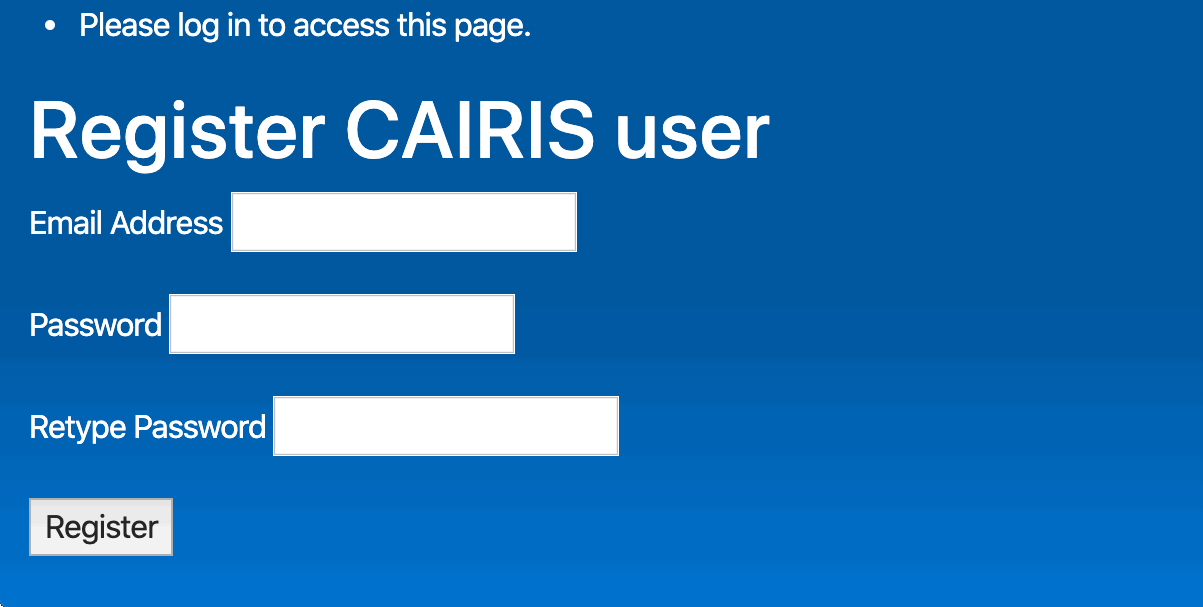 Please log in to access this page.
Register CAIRIS user
Email Address
Password
Retype Password
Register